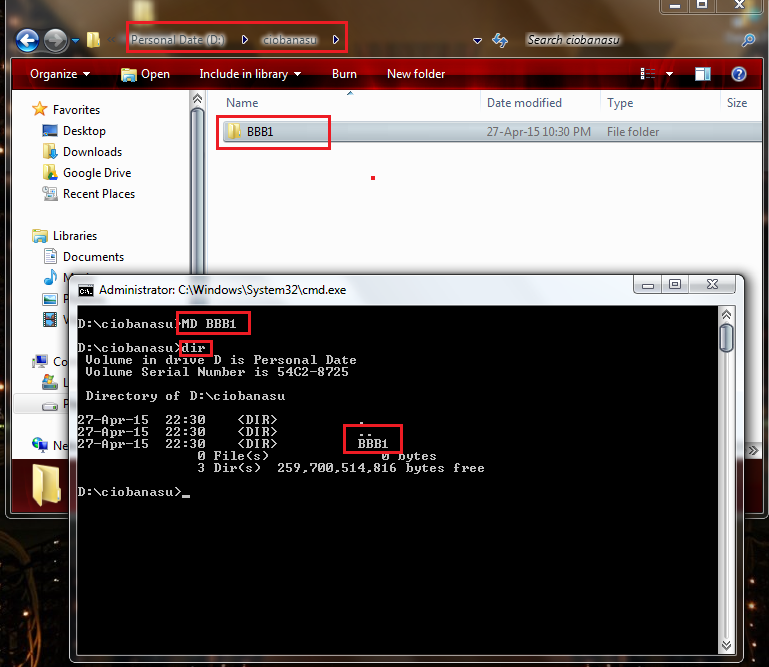 Personal Date (D:) ciobanasu
Search ciobanasu
Organize Open Include in library Burn New folder
Name Date modified Type Size
BBB1 27-Apr-15 10:30 PM File folder
Favorites
Desktop
Downloads
Google Drive
Recent Places
Libraries
Documents
Administrator: C:\Windows\System32\cmd.exe
D:\ciobanasu>MD BBB1
D:\ciobanasu>dir
Volume in drive D is Personal Date
Volume Serial Number is 54C2-8725
Directory of D:\ciobanasu
27-Apr-15 22:30 <DIR> .
27-Apr-15 22:30 <DIR> ..
27-Apr-15 22:30 <DIR> BBB1
0 File(s) 0 bytes
3 Dir(s) 259,700,514,816 bytes free
D:\ciobanasu>_